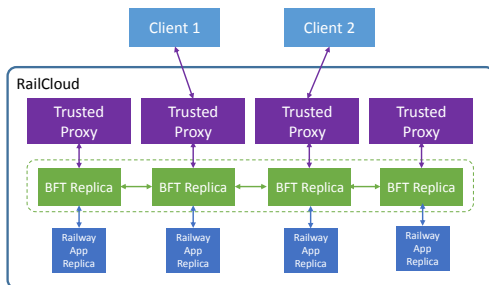 Client 1
Client 2
RailCloud
Trusted
Proxy
Trusted
Proxy
Trusted
Proxy
Trusted
Proxy
BFT Replica
BFT Replica
BFT Replica
BFT Replica
Railway
App
Replica
Railway
App
Replica
Railway
App
Replica
Railway
App
Replica